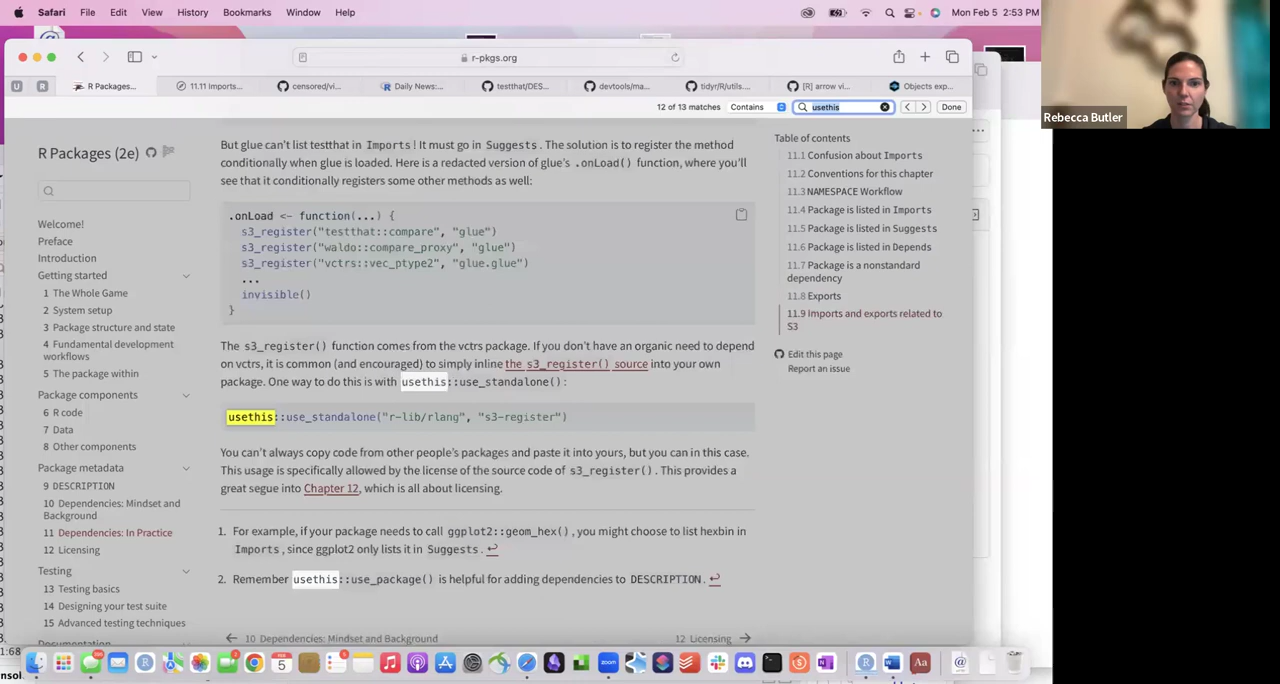 Safari File Edit View History Bookmarks Window Help
Mon Feb 5 2:53 PM
r-pkgs.org
U R R Packages... 11.11 Imports... censored/vi... Daily News:... testthat/DES... devtools/ma... tidyr/R/utils.... [R] arrow vi... Objects exp...
12 of 13 matches Contains usethis Done
Rebecca Butler
R Packages (2e)
Welcome!
Preface
Introduction
Getting started
1 The Whole Game
2 System setup
3 Package structure and state
4 Fundamental development
workflows
5 The package within
Package components
6 R code
7 Data
8 Other components
Package metadata
9 DESCRIPTION
10 Dependencies: Mindset and
Background
11 Dependencies: In Practice
12 Licensing
Testing
13 Testing basics
14 Designing your test suite
15 Advanced testing techniques
But glue can't list testthat in Imports! It must go in Suggests. The solution is to register the method
conditionally when glue is loaded. Here is a redacted version of glue's .onLoad() function, where you'll
see that it conditionally registers some other methods as well:
.onLoad <- function(...) {
s3_register("testthat::compare", "glue")
s3_register("waldo::compare_proxy", "glue")
s3_register("vctrs::vec_ptype2", "glue.glue")
...
invisible()
}
The s3_register() function comes from the vctrs package. If you don't have an organic need to depend
on vctrs, it is common (and encouraged) to simply inline the s3_register() source into your own
package. One way to do this is with usethis::use_standalone():
usethis::use_standalone("r-lib/rlang", "s3-register")
You can't always copy code from other people's packages and paste it into yours, but you can in this case.
This usage is specifically allowed by the license of the source code of s3_register(). This provides a
great segue into Chapter 12, which is all about licensing.
1. For example, if your package needs to call ggplot2::geom_hex(), you might choose to list hexbin in
Imports, since ggplot2 only lists it in Suggests. ↩
2. Remember usethis::use_package() is helpful for adding dependencies to DESCRIPTION. ↩
← 10 Dependencies: Mindset and Background
12 Licensing →
Table of contents
11.1 Confusion about Imports
11.2 Conventions for this chapter
11.3 NAMESPACE Workflow
11.4 Package is listed in Imports
11.5 Package is listed in Suggests
11.6 Package is listed in Depends
11.7 Package is a nonstandard
dependency
11.8 Exports
11.9 Imports and exports related to
S3
Edit this page
Report an issue